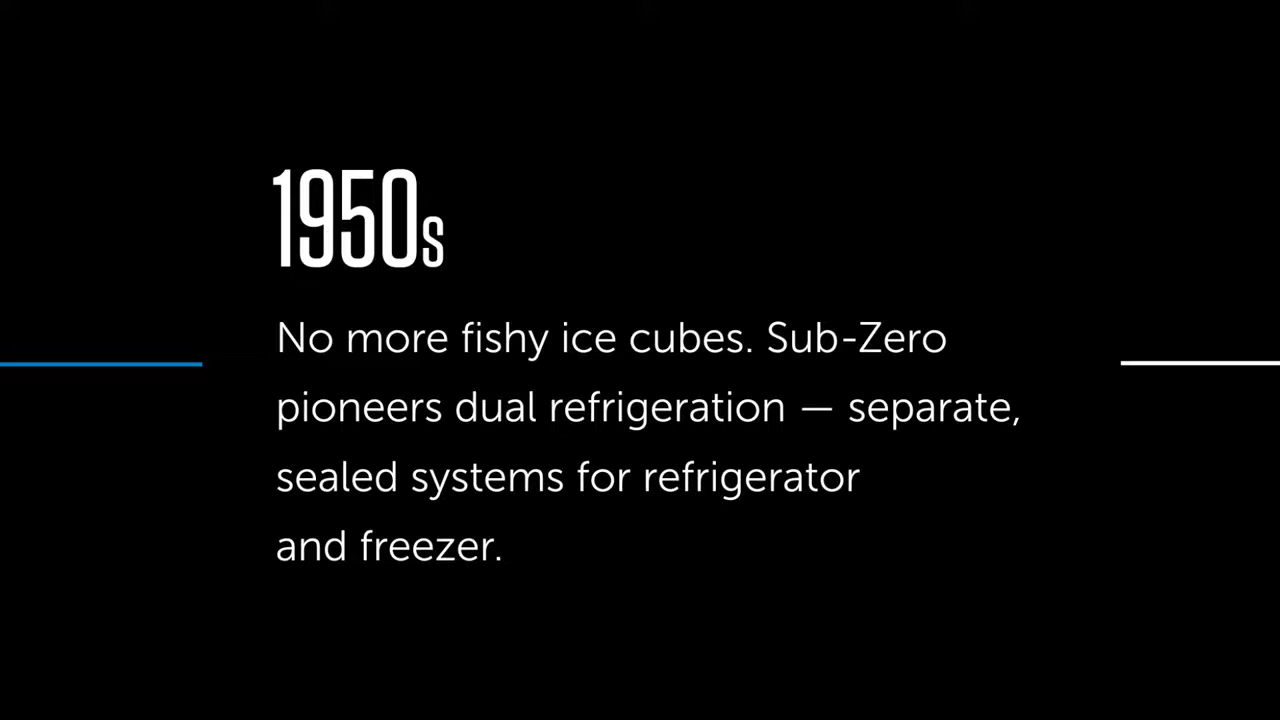 1950s
No more fishy ice cubes. Sub-Zero
pioneers dual refrigeration — separate,
sealed systems for refrigerator
and freezer.